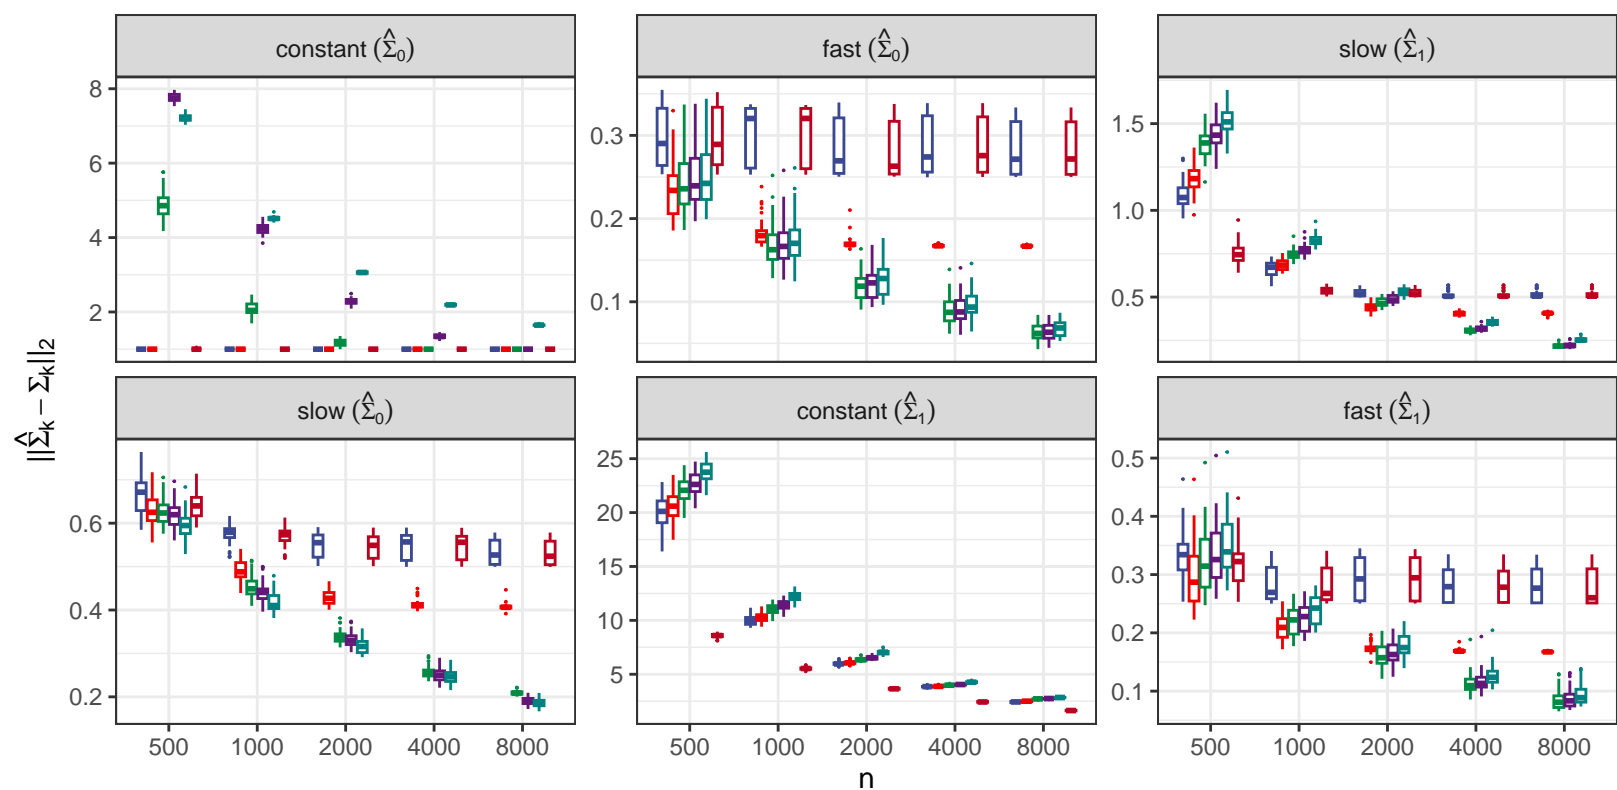 constant (Σ̂₀)
fast (Σ̂₀)
slow (Σ̂₁)
8
6
4
2
0.3
0.2
0.1
1.5
1.0
0.5
||Σ̂ₖ − Σₖ||₂
slow (Σ̂₀)
constant (Σ̂₁)
fast (Σ̂₁)
0.6
0.4
0.2
25
20
15
10
5
0.5
0.4
0.3
0.2
0.1
500 1000 2000 4000 8000
500 1000 2000 4000 8000
500 1000 2000 4000 8000
n